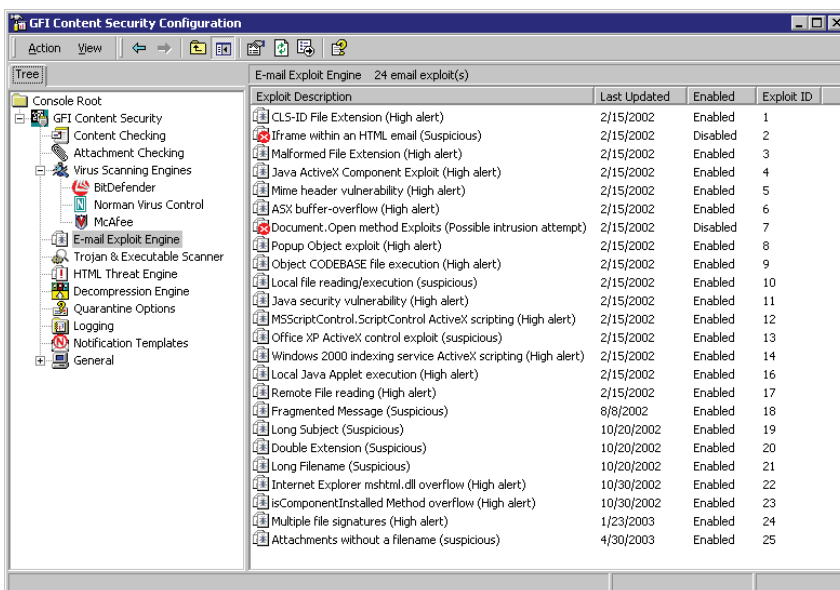 GFI Content Security Configuration
Action View
Tree
E-mail Exploit Engine 24 email exploit(s)
Console Root
GFI Content Security
Content Checking
Attachment Checking
Virus Scanning Engines
BitDefender
Norman Virus Control
McAfee
E-mail Exploit Engine
Trojan & Executable Scanner
HTML Threat Engine
Decompression Engine
Quarantine Options
Logging
Notification Templates
General
Exploit Description Last Updated Enabled Exploit ID
CLS-ID File Extension (High alert) 2/15/2002 Enabled 1
Iframe within an HTML email (Suspicious) 2/15/2002 Disabled 2
Malformed File Extension (High alert) 2/15/2002 Enabled 3
Java ActiveX Component Exploit (High alert) 2/15/2002 Enabled 4
Mime header vulnerability (High alert) 2/15/2002 Enabled 5
ASX buffer-overflow (High alert) 2/15/2002 Enabled 6
Document.Open method Exploits (Possible intrusion attempt) 2/15/2002 Disabled 7
Popup Object exploit (High alert) 2/15/2002 Enabled 8
Object CODEBASE file execution (High alert) 2/15/2002 Enabled 9
Local file reading/execution (suspicious) 2/15/2002 Enabled 10
Java security vulnerability (High alert) 2/15/2002 Enabled 11
MSScriptControl.ScriptControl ActiveX scripting (High alert) 2/15/2002 Enabled 12
Office XP ActiveX control exploit (suspicious) 2/15/2002 Enabled 13
Windows 2000 indexing service ActiveX scripting (High alert) 2/15/2002 Enabled 14
Local Java Applet execution (High alert) 2/15/2002 Enabled 16
Remote File reading (High alert) 2/15/2002 Enabled 17
Fragmented Message (Suspicious) 8/8/2002 Enabled 18
Long Subject (Suspicious) 10/20/2002 Enabled 19
Double Extension (Suspicious) 10/20/2002 Enabled 20
Long Filename (Suspicious) 10/20/2002 Enabled 21
Internet Explorer mshtml.dll overflow (High alert) 10/30/2002 Enabled 22
isComponentInstalled Method overflow (High alert) 10/30/2002 Enabled 23
Multiple file signatures (High alert) 1/23/2003 Enabled 24
Attachments without a filename (suspicious) 4/30/2003 Enabled 25